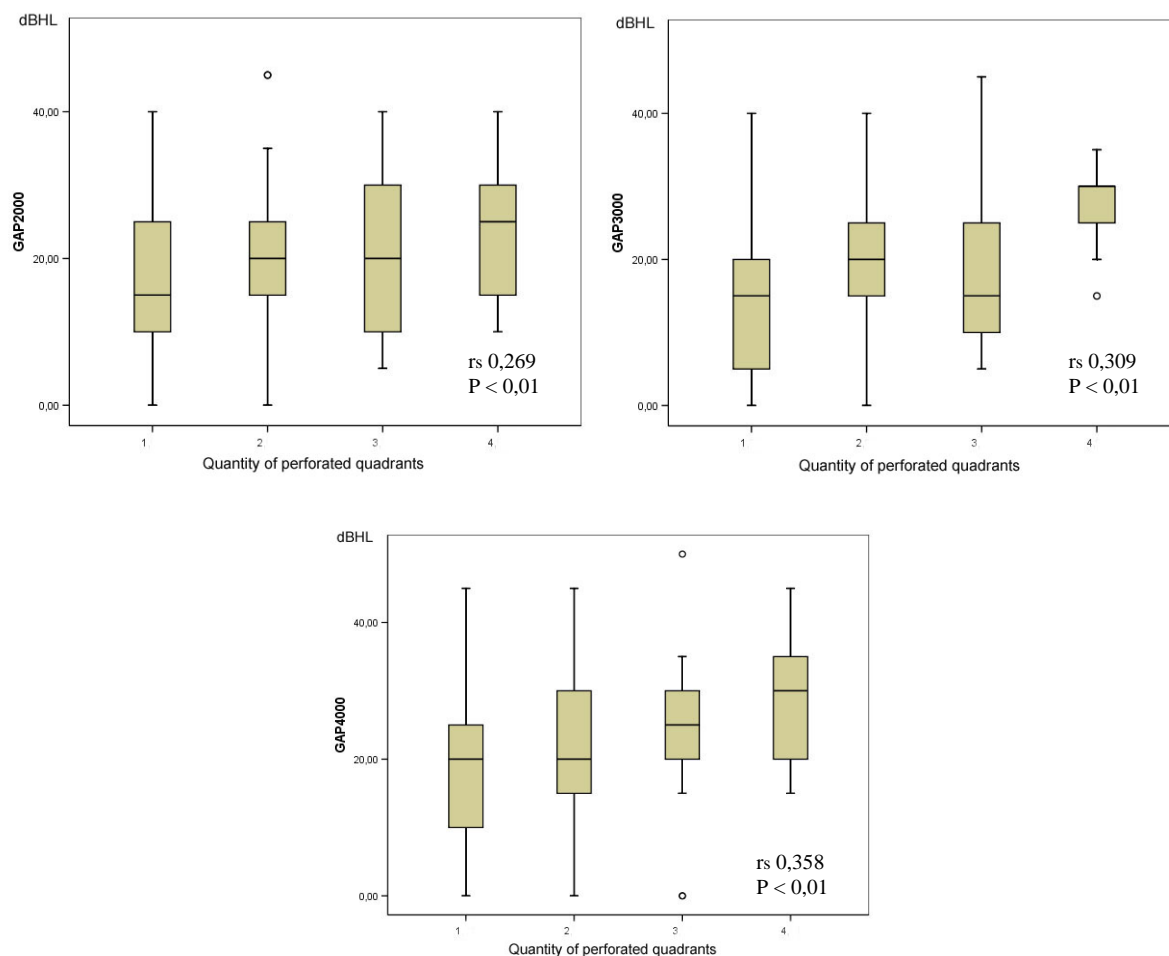 dBHL
GAP2000
40,00
20,00
0,00
rs 0,269
P < 0,01
1 2 3 4
Quantity of perforated quadrants
dBHL
GAP3000
40,00
20,00
0,00
rs 0,309
P < 0,01
1 2 3 4
Quantity of perforated quadrants
dBHL
GAP4000
40,00
20,00
0,00
rs 0,358
P < 0,01
1 2 3 4
Quantity of perforated quadrants